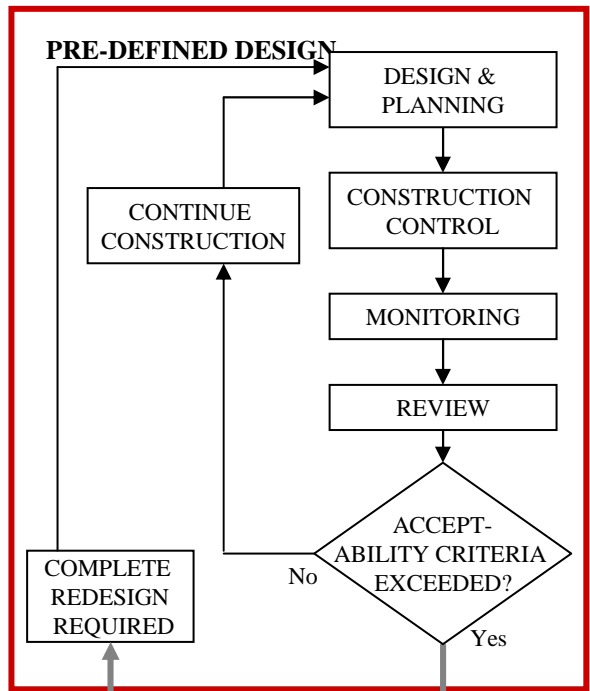 PRE-DEFINED DESIGN
DESIGN &
PLANNING
CONTINUE
CONSTRUCTION
CONSTRUCTION
CONTROL
MONITORING
REVIEW
ACCEPT-
ABILITY CRITERIA
EXCEEDED?
No
Yes
COMPLETE
REDESIGN
REQUIRED